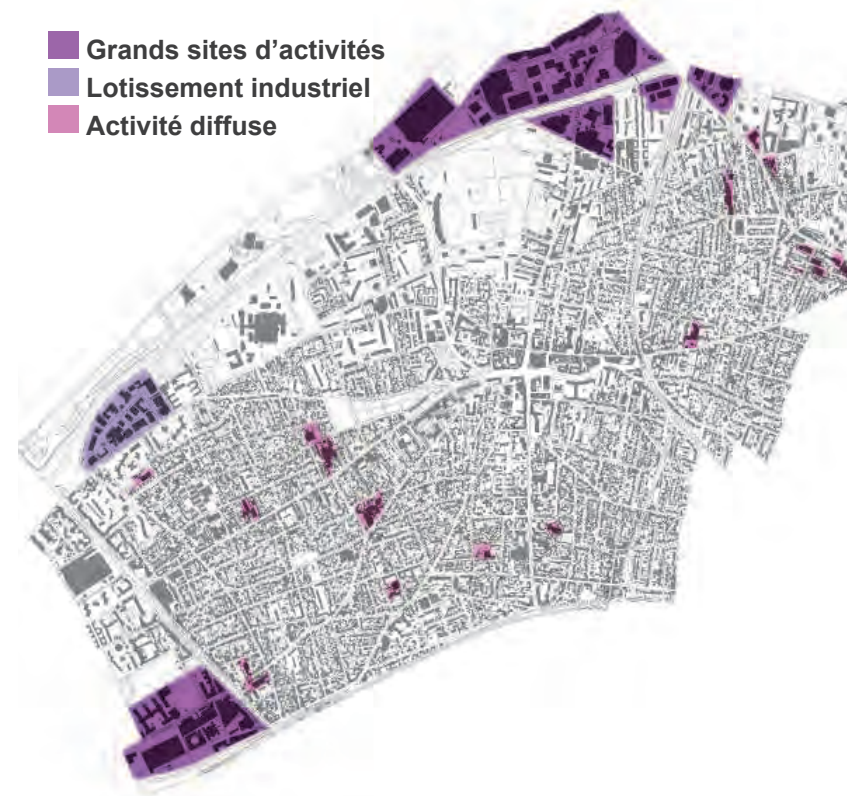 Grands sites d'activités
Lotissement industriel
Activité diffuse